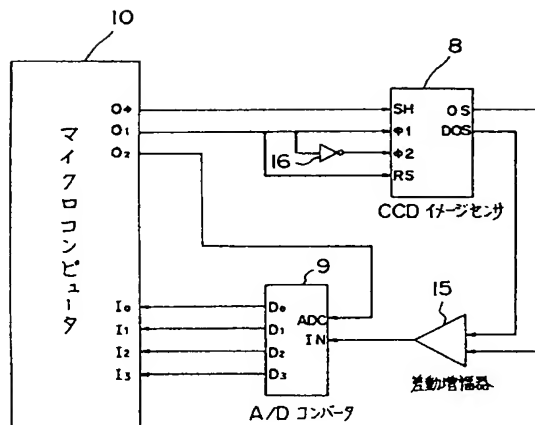 10
マイクロコンピュータ
O₀
O₁
O₂
I₀
I₁
I₂
I₃
8
SH
OS
φ1
DOS
φ2
RS
16
CCD イメージセンサ
9
D₀
ADC
D₁
IN
D₂
D₃
A/D コンバータ
15
差動増幅器